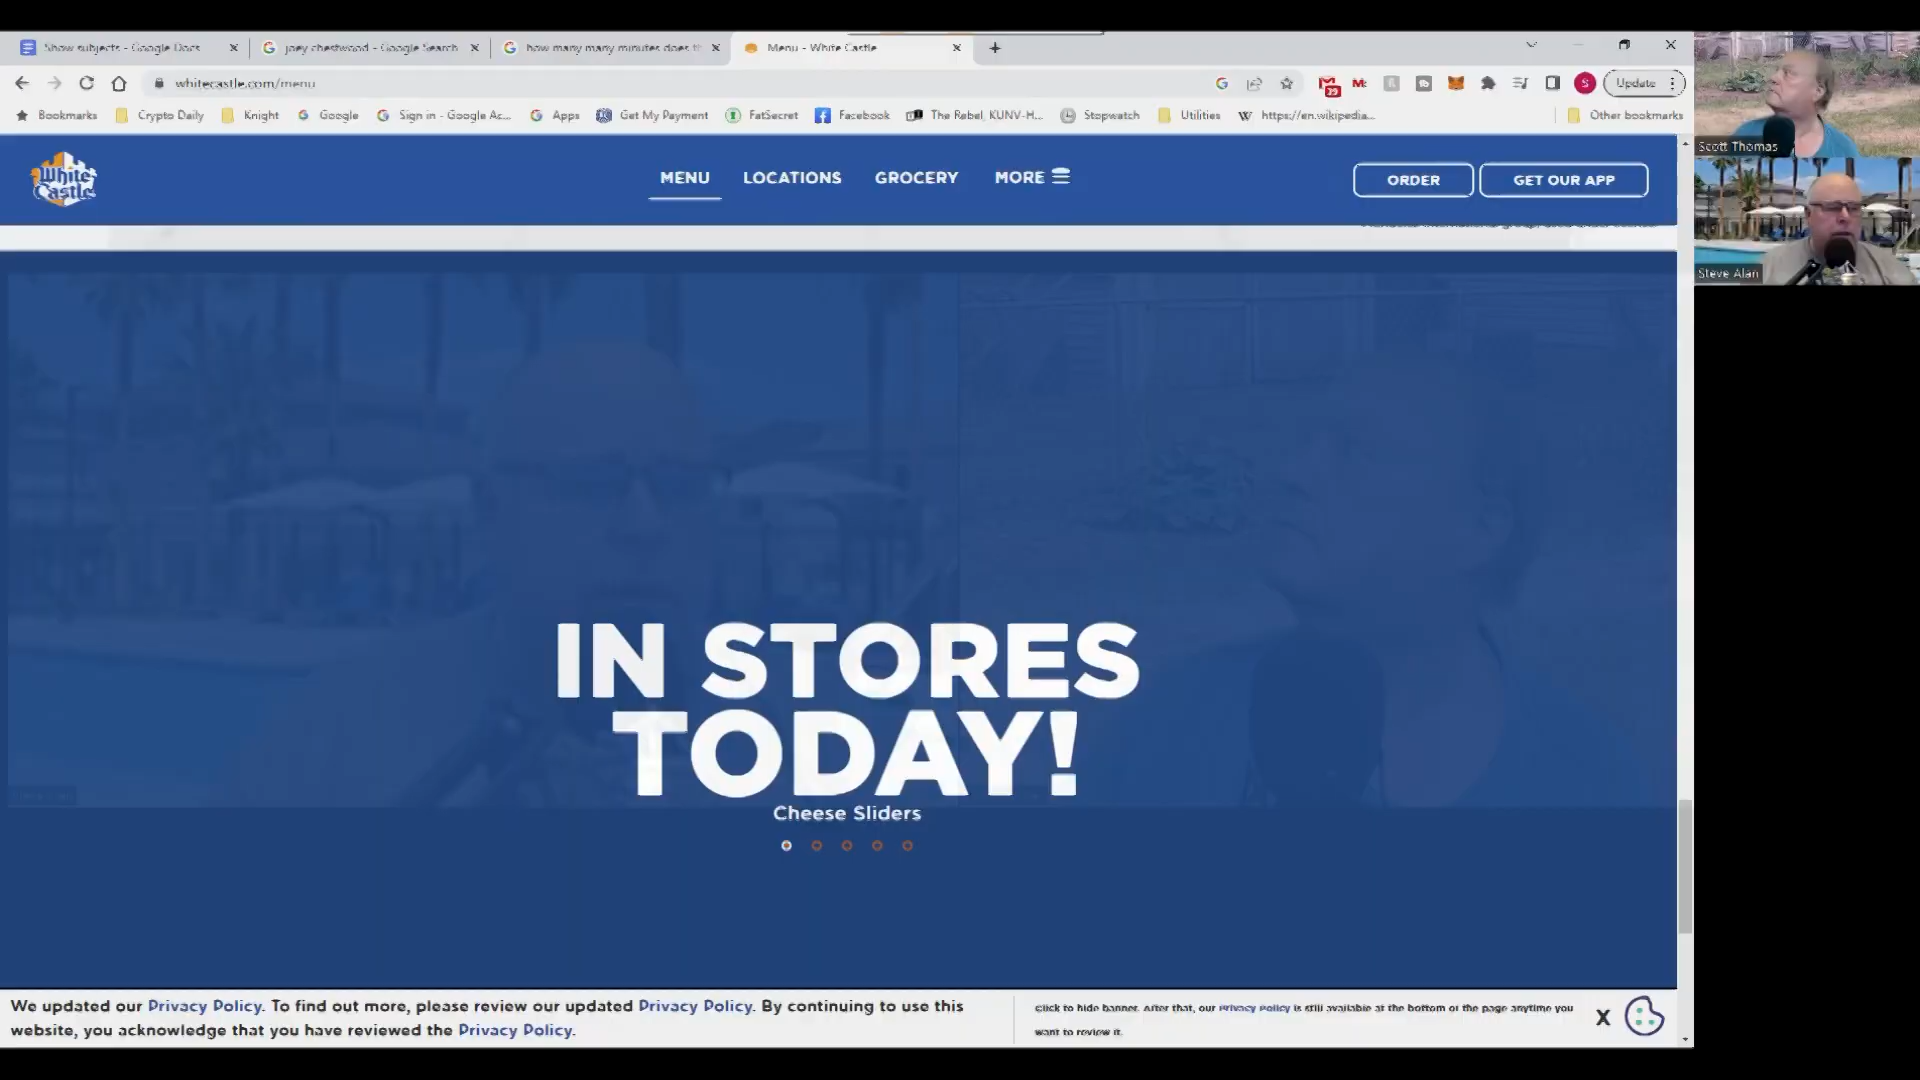 Show subjects - Google Docs
joey chestwood - Google Search
how many many minutes does th
Menu - White Castle
whitecastle.com/menu
79
S
Update
Bookmarks
Crypto Daily
Knight
Google
Sign in - Google Ac...
Apps
Get My Payment
FatSecret
Facebook
The Rebel, KUNV-H...
Stopwatch
Utilities
https://en.wikipedia...
Other bookmarks
White
Castle
MENU
LOCATIONS
GROCERY
MORE
ORDER
GET OUR APP
Scott Thomas
Steve Alan
IN STORES
TODAY!
Cheese Sliders
We updated our Privacy Policy. To find out more, please review our updated Privacy Policy. By continuing to use this
website, you acknowledge that you have reviewed the Privacy Policy.
Click to hide banner. After that, our Privacy Policy is still available at the bottom of the page anytime you
want to review it.
X